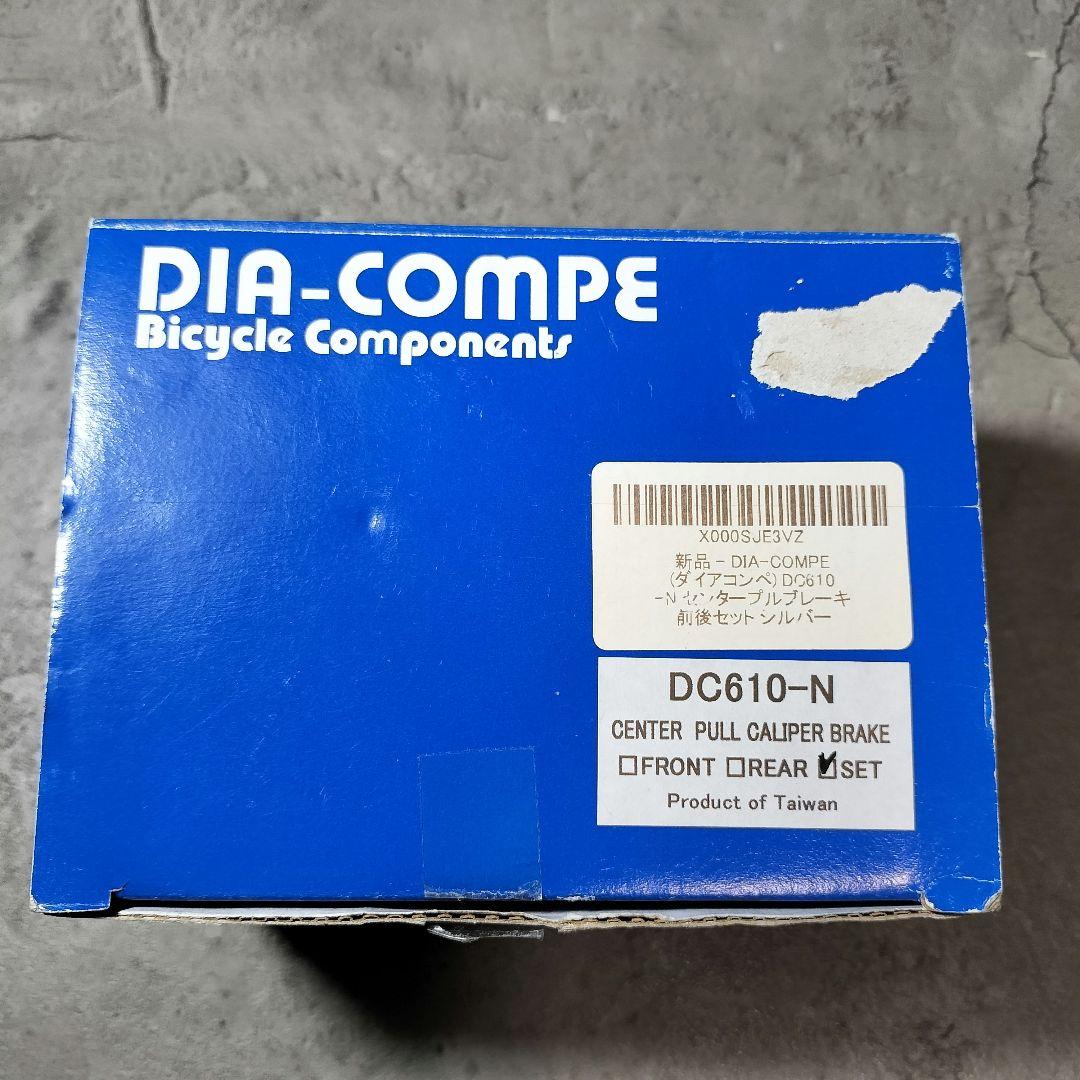 DIA-COMPE
Bicycle Components
X000SJE3VZ
新品 - DIA-COMPE
(ダイアコンペ) DC610
-N センタープルブレーキ
前後セット シルバー
DC610-N
CENTER PULL CALIPER BRAKE
☐FRONT ☐REAR ☑SET
Product of Taiwan